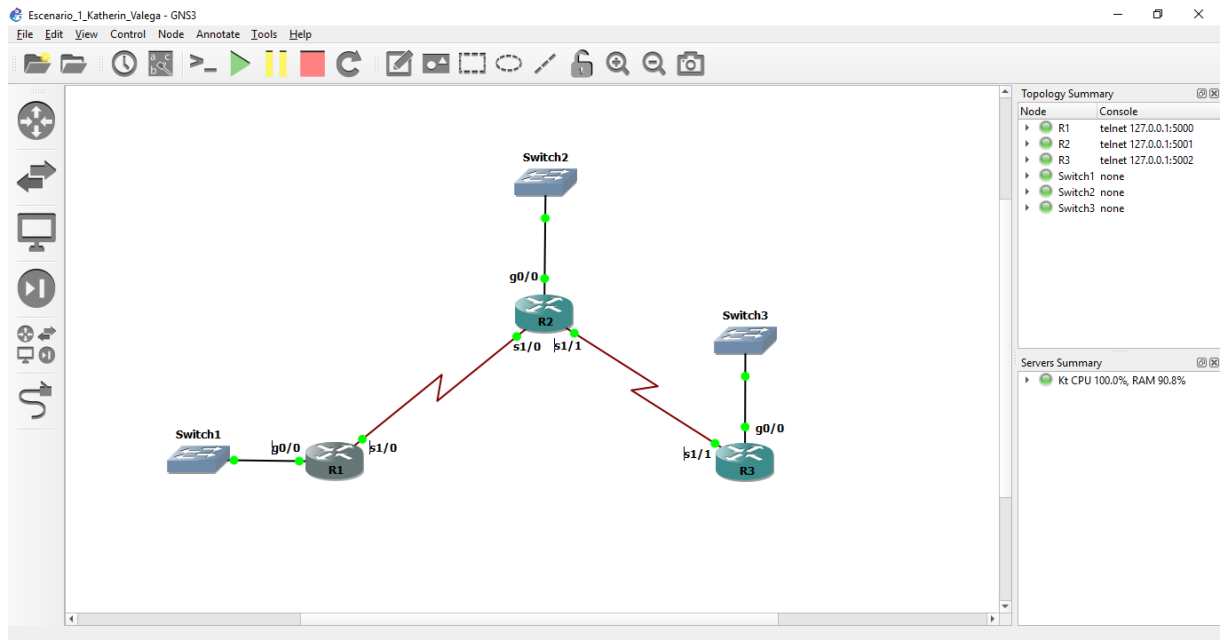 Escenario_1_Katherin_Valega - GNS3
File Edit View Control Node Annotate Tools Help
Topology Summary
Node Console
R1 telnet 127.0.0.1:5000
R2 telnet 127.0.0.1:5001
R3 telnet 127.0.0.1:5002
Switch1 none
Switch2 none
Switch3 none
Switch2
g0/0
R2
s1/0 s1/1
Switch3
g0/0
s1/1
R3
Switch1
g0/0
s1/0
R1
Servers Summary
Kt CPU 100.0%, RAM 90.8%